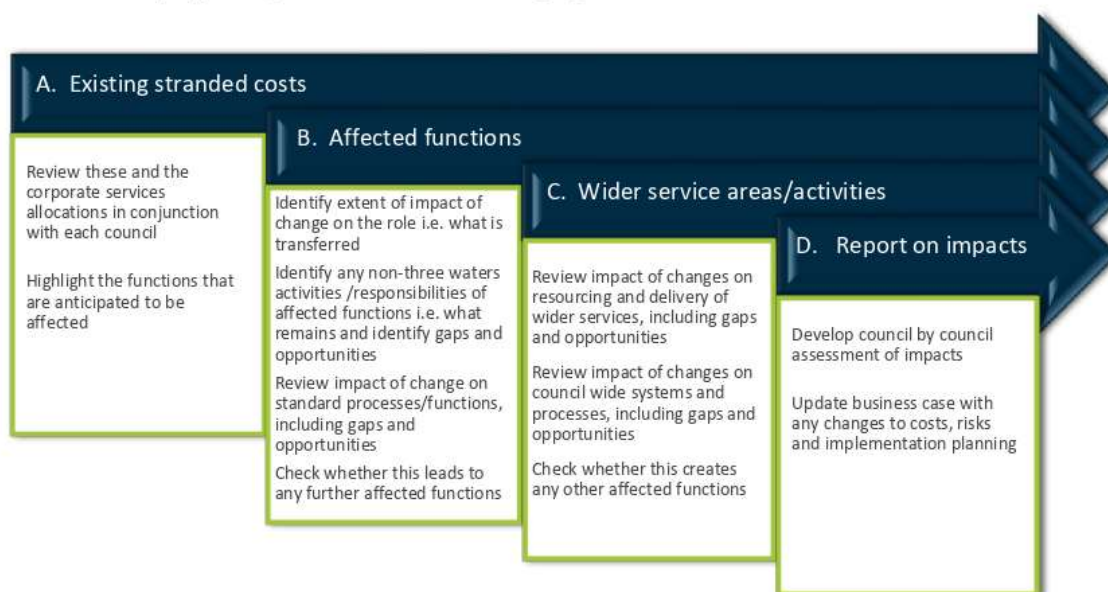 A. Existing stranded costs
Review these and the
corporate services
allocations in conjunction
with each council
Highlight the functions that
are anticipated to be
affected
B. Affected functions
Identify extent of impact of
change on the role i.e. what is
transferred
Identify any non-three waters
activities /responsibilities of
affected functions i.e. what
remains and identify gaps and
opportunities
Review impact of change on
standard processes/functions,
including gaps and
opportunities
Check whether this leads to
any further affected functions
C. Wider service areas/activities
Review impact of changes on
resourcing and delivery of
wider services, including gaps
and opportunities
Review impact of changes on
council wide systems and
processes, including gaps and
opportunities
Check whether this creates
any other affected functions
D. Report on impacts
Develop council by council
assessment of impacts
Update business case with
any changes to costs, risks
and implementation planning